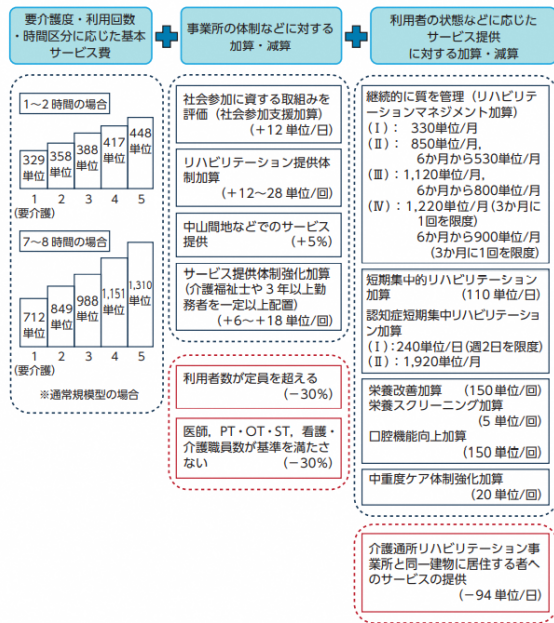 要介護度・利用回数
・時間区分に応じた基本
サービス費
事業所の体制などに対する
加算・減算
利用者の状態などに応じた
サービス提供
に対する加算・減算
1～2時間の場合
329
単位
358
単位
388
単位
417
単位
448
単位
1 2 3 4 5
(要介護)
7～8時間の場合
712
単位
849
単位
988
単位
1,151
単位
1,310
単位
1 2 3 4 5
(要介護)
※通常規模型の場合
社会参加に資する取組みを
評価（社会参加支援加算）
（＋12単位/日）
リハビリテーション提供体
制加算
（＋12～28単位/回）
中山間地などでのサービス
提供 （＋5%）
サービス提供体制強化加算
（介護福祉士や3年以上勤
務者を一定以上配置）
（＋6～＋18単位/回）
利用者数が定員を超える
（－30%）
医師，PT・OT・ST，看護・
介護職員数が基準を満たさ
ない （－30%）
継続的に質を管理（リハビリテ
ーションマネジメント加算）
（Ⅰ）： 330単位/月
（Ⅱ）： 850単位/月，
6か月から530単位/月
（Ⅲ）：1,120単位/月，
6か月から800単位/月
（Ⅳ）：1,220単位/月（3か月に
1回を限度）
6か月から900単位/月
（3か月に1回を限度）
短期集中的リハビリテーション
加算 （110単位/日）
認知症短期集中リハビリテーショ
ン加算
（Ⅰ）：240単位/日（週2日を限度）
（Ⅱ）：1,920単位/月
栄養改善加算 （150単位/回）
栄養スクリーニング加算
（5単位/回）
口腔機能向上加算
（150単位/回）
中重度ケア体制強化加算
（20単位/回）
介護通所リハビリテーション事業
所と同一建物に居住する者へ
のサービスの提供
（－94単位/日）